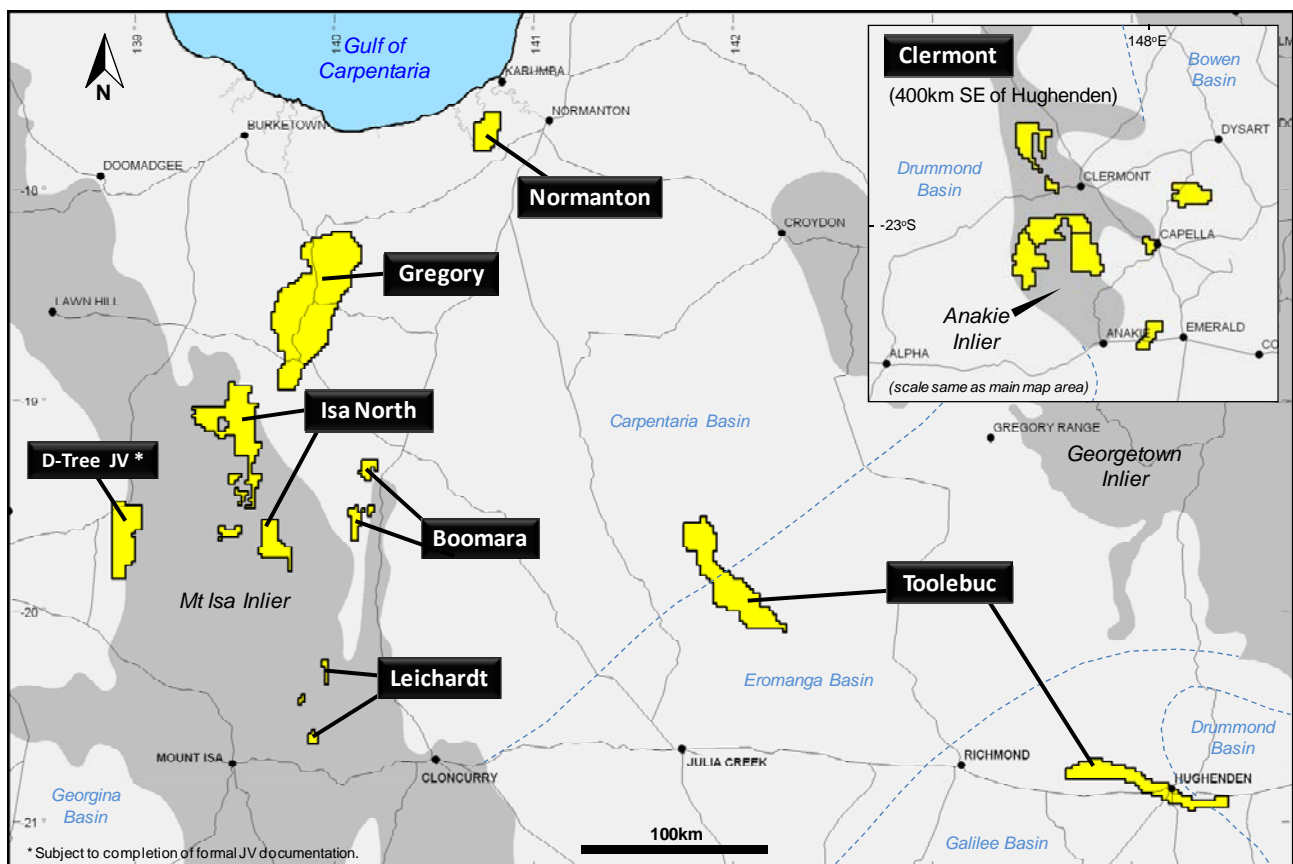 139
140
141
142
Gulf of
Carpentaria
N
KARUMBA
NORMANTON
BURKETOWN
DOOMADGEE
-18
Normanton
CROYDON
Gregory
LAWN HILL
-19
Isa North
D-Tree JV *
Boomara
Carpentaria Basin
GREGORY RANGE
Georgetown
Inlier
Mt Isa Inlier
-20
Toolebuc
Leichardt
Eromanga Basin
Drummond
Basin
MOUNT ISA
CLONCURRY
JULIA CREEK
RICHMOND
HUGHENDEN
Georgina
Basin
-21
100km
Galilee Basin
* Subject to completion of formal JV documentation.
Clermont
(400km SE of Hughenden)
148°E
Bowen
Basin
DYSART
Drummond
Basin
CLERMONT
-23°S
CAPELLA
Anakie
Inlier
ANAKIE
EMERALD
CO
ALPHA
(scale same as main map area)